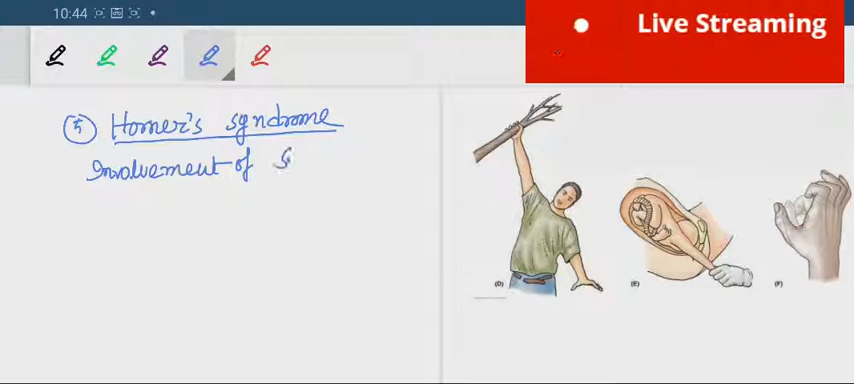 10:44
Live Streaming
5 Horner's syndrome
Involvement of S
(D) (E) (F)